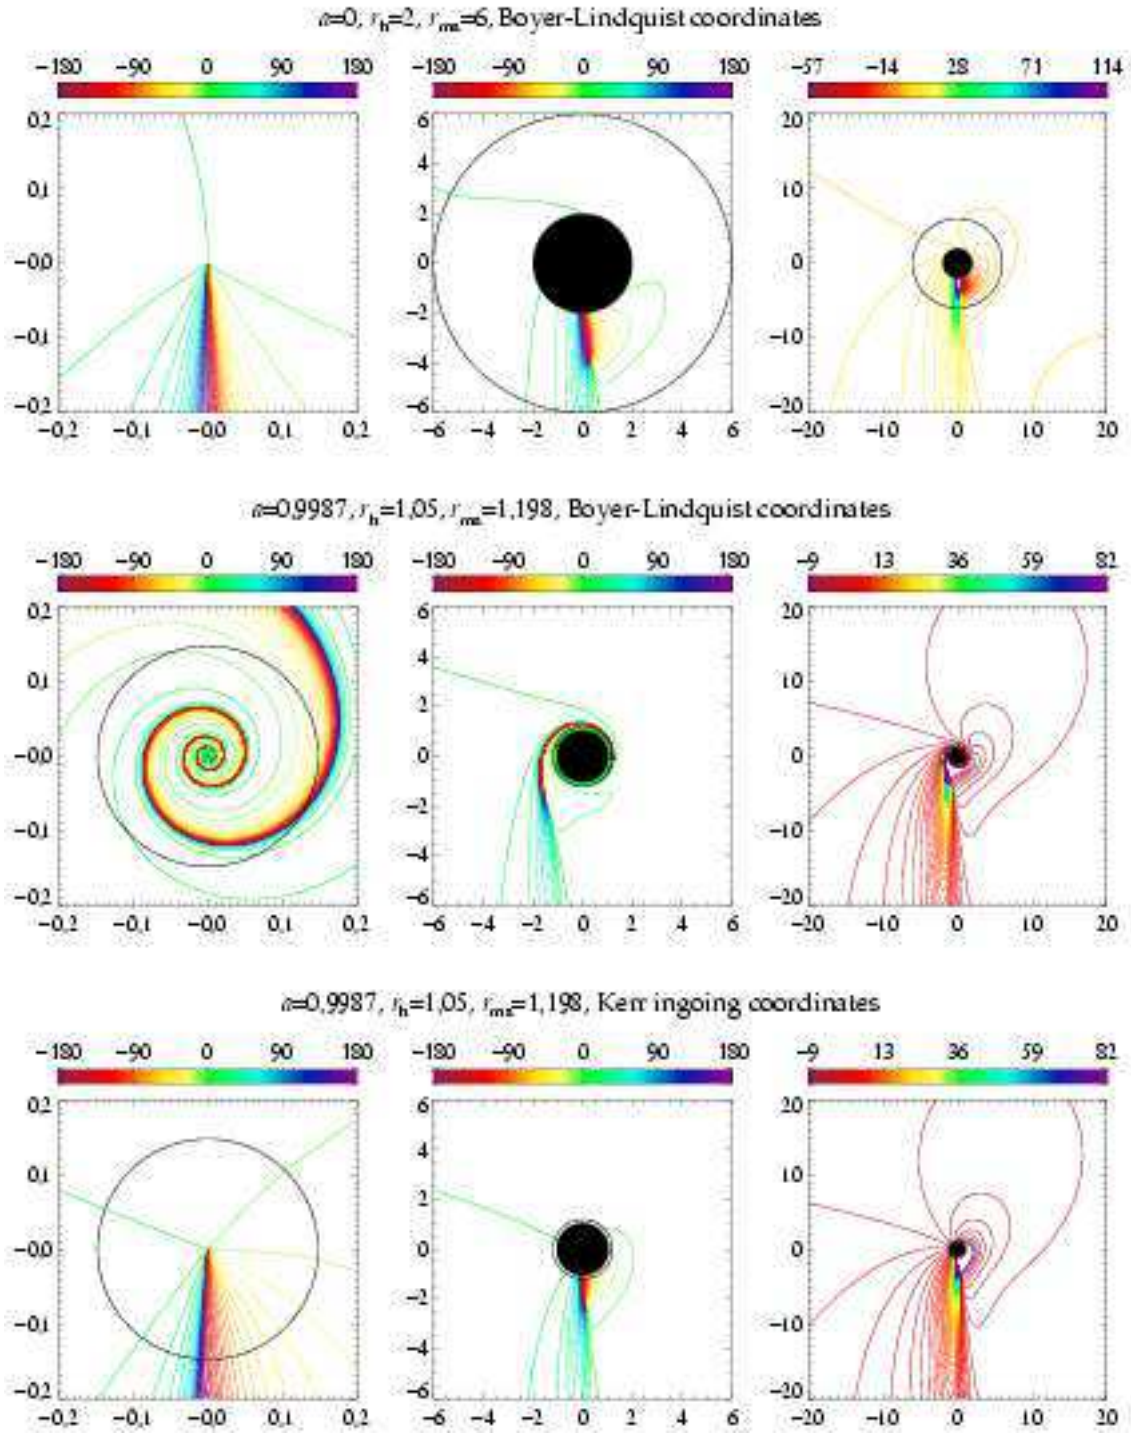 a=0, r_h=2, r_ms=6, Boyer-Lindquist coordinates
−180 −90 0 90 180 −180 −90 0 90 180 −57 −14 28 71 114
0.2 6 20
0.1 4 10
2
−0.0 0 0
−0.1 −2 −10
−4
−0.2 −6 −20
−0.2 −0.1 −0.0 0.1 0.2 −6 −4 −2 0 2 4 6 −20 −10 0 10 20
a=0.9987, r_h=1.05, r_ms=1.198, Boyer-Lindquist coordinates
−180 −90 0 90 180 −180 −90 0 90 180 −9 13 36 59 82
0.2 6 20
0.1 4 10
2
−0.0 0 0
−0.1 −2 −10
−4
−0.2 −6 −20
−0.2 −0.1 −0.0 0.1 0.2 −6 −4 −2 0 2 4 6 −20 −10 0 10 20
a=0.9987, r_h=1.05, r_ms=1.198, Kerr ingoing coordinates
−180 −90 0 90 180 −180 −90 0 90 180 −9 13 36 59 82
0.2 6 20
0.1 4 10
2
−0.0 0 0
−0.1 −2 −10
−4
−0.2 −6 −20
−0.2 −0.1 −0.0 0.1 0.2 −6 −4 −2 0 2 4 6 −20 −10 0 10 20